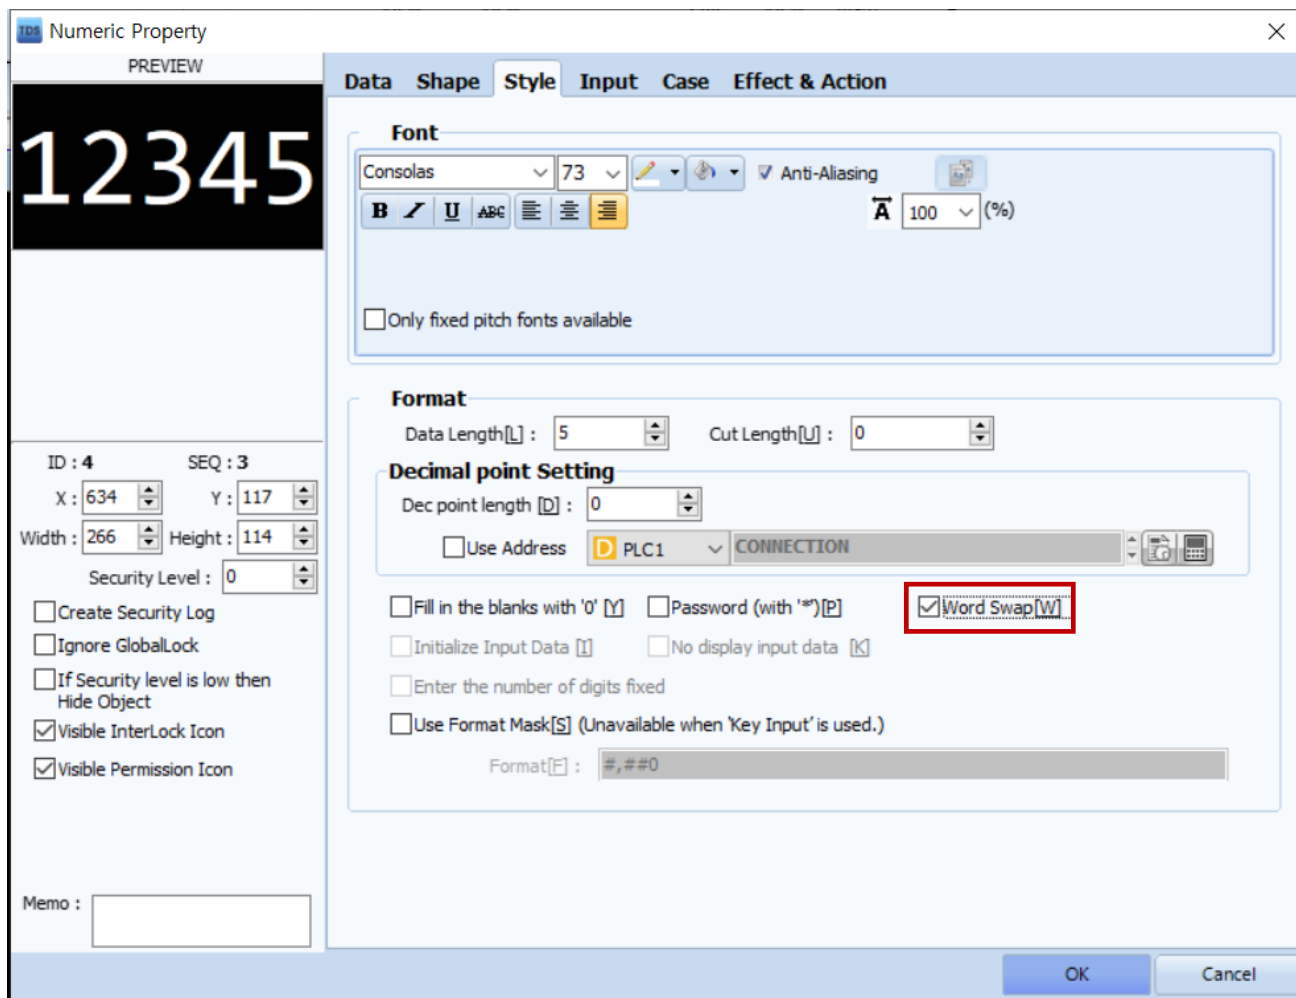 TDS Numeric Property
PREVIEW
12345
Data Shape Style Input Case Effect & Action
Font
Consolas 73 Anti-Aliasing
B I U ABC A 100 (%)
Only fixed pitch fonts available
Format
Data Length[L] : 5 Cut Length[U] : 0
Decimal point Setting
Dec point length [D] : 0
Use Address D PLC1 CONNECTION
Fill in the blanks with '0' [Y] Password (with '*')[P] Word Swap[W]
Initialize Input Data [I] No display input data [K]
Enter the number of digits fixed
Use Format Mask[S] (Unavailable when 'Key Input' is used.)
Format[F] : #,##0
ID : 4 SEQ : 3
X : 634 Y : 117
Width : 266 Height : 114
Security Level : 0
Create Security Log
Ignore GlobalLock
If Security level is low then
Hide Object
Visible InterLock Icon
Visible Permission Icon
Memo :
OK Cancel